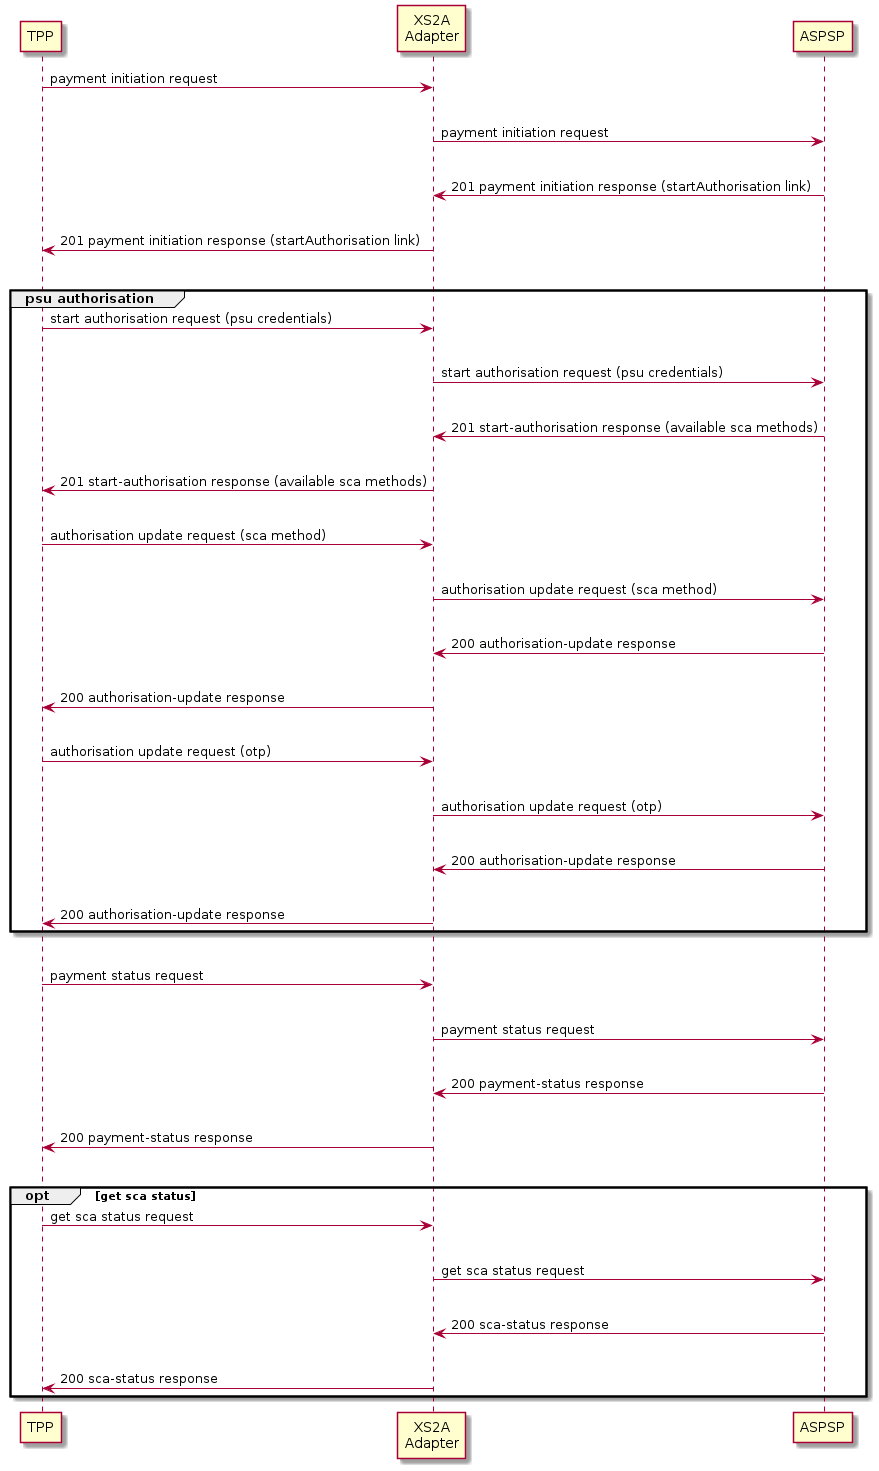 TPP
XS2A
Adapter
ASPSP
payment initiation request
payment initiation request
201 payment initiation response (startAuthorisation link)
201 payment initiation response (startAuthorisation link)
psu authorisation
start authorisation request (psu credentials)
start authorisation request (psu credentials)
201 start-authorisation response (available sca methods)
201 start-authorisation response (available sca methods)
authorisation update request (sca method)
authorisation update request (sca method)
200 authorisation-update response
200 authorisation-update response
authorisation update request (otp)
authorisation update request (otp)
200 authorisation-update response
200 authorisation-update response
payment status request
payment status request
200 payment-status response
200 payment-status response
opt [get sca status]
get sca status request
get sca status request
200 sca-status response
200 sca-status response
TPP
XS2A
Adapter
ASPSP